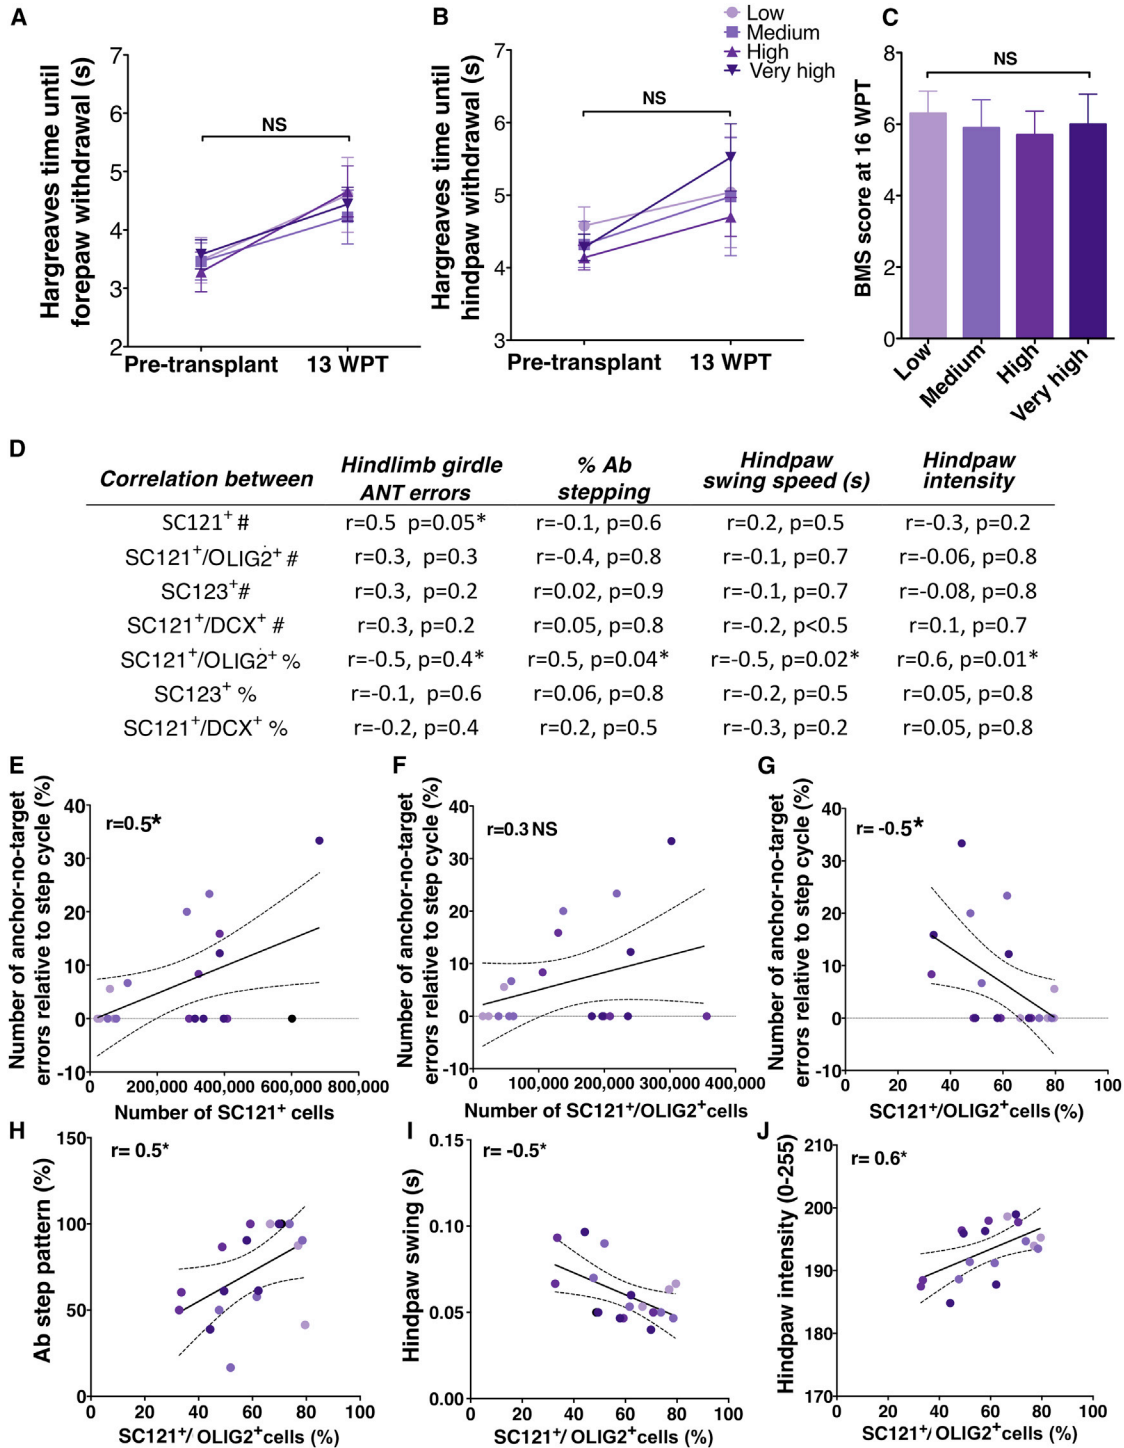 A
Hargreaves time until
forepaw withdrawal (s)
7
6
5
4
3
2
NS
Pre-transplant
13 WPT
B
Hargreaves time until
hindpaw withdrawal (s)
7
6
5
4
3
NS
Pre-transplant
13 WPT
Low
Medium
High
Very high
C
BMS score at 16 WPT
8
6
4
2
0
NS
Low
Medium
High
Very high
D
Correlation between
Hindlimb girdle
ANT errors
% Ab
stepping
Hindpaw
swing speed (s)
Hindpaw
intensity
SC121⁺ # r=0.5 p=0.05* r=-0.1, p=0.6 r=0.2, p=0.5 r=-0.3, p=0.2
SC121⁺/OLIG2⁺ # r=0.3, p=0.3 r=-0.4, p=0.8 r=-0.1, p=0.7 r=-0.06, p=0.8
SC123⁺# r=0.3, p=0.2 r=0.02, p=0.9 r=-0.1, p=0.7 r=-0.08, p=0.8
SC121⁺/DCX⁺ # r=0.3, p=0.2 r=0.05, p=0.8 r=-0.2, p<0.5 r=0.1, p=0.7
SC121⁺/OLIG2⁺ % r=-0.5, p=0.4* r=0.5, p=0.04* r=-0.5, p=0.02* r=0.6, p=0.01*
SC123⁺ % r=-0.1, p=0.6 r=0.06, p=0.8 r=-0.2, p=0.5 r=0.05, p=0.8
SC121⁺/DCX⁺ % r=-0.2, p=0.4 r=0.2, p=0.5 r=-0.3, p=0.2 r=0.05, p=0.8
E
Number of anchor-no-target
errors relative to step cycle (%)
40
30
20
10
0
-10
r=0.5*
0 200,000 400,000 600,000 800,000
Number of SC121⁺ cells
F
Number of anchor-no-target
errors relative to step cycle (%)
40
30
20
10
0
-10
r=0.3 NS
0 100,000 200,000 300,000 400,000
Number of SC121⁺/OLIG2⁺cells
G
Number of anchor-no-target
errors relative to step cycle (%)
40
30
20
10
0
-10
r= -0.5*
0 20 40 60 80 100
SC121⁺/OLIG2⁺cells (%)
H
Ab step pattern (%)
150
100
50
0
r= 0.5*
0 20 40 60 80 100
SC121⁺/ OLIG2⁺cells (%)
I
Hindpaw swing (s)
0.15
0.10
0.05
0.00
r= -0.5*
0 20 40 60 80 100
SC121⁺/ OLIG2⁺cells (%)
J
Hindpaw intensity (0-255)
210
200
190
180
170
r= 0.6*
0 20 40 60 80 100
SC121⁺/ OLIG2⁺cells (%)